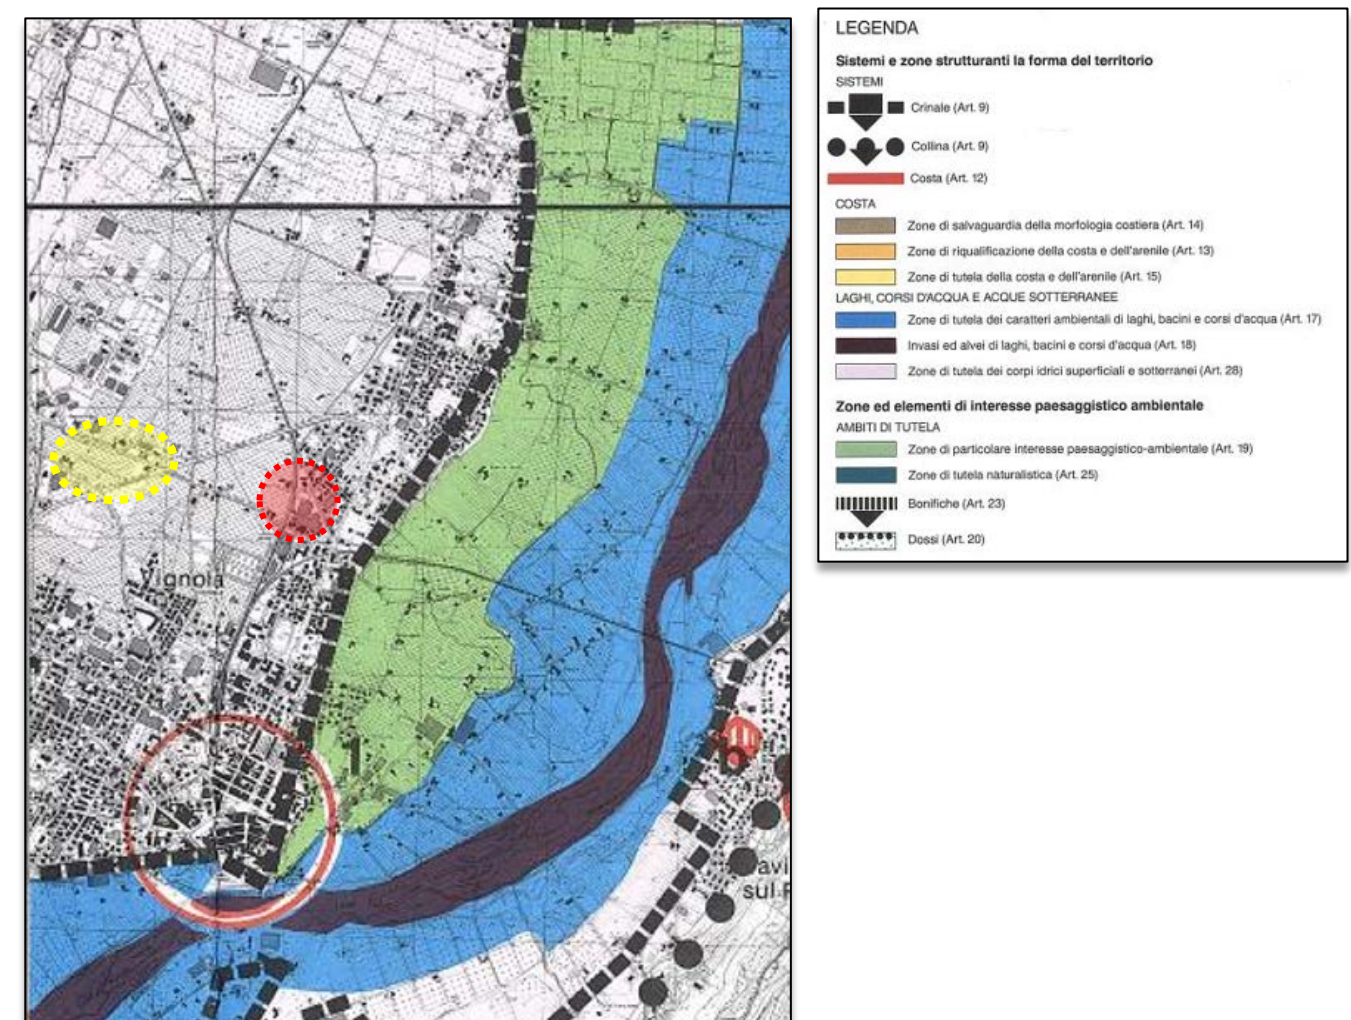 Vignola
1
b
avi
sul P
LEGENDA
Sistemi e zone strutturanti la forma del territorio
SISTEMI
Crinale (Art. 9)
Collina (Art. 9)
Costa (Art. 12)
COSTA
Zone di salvaguardia della morfologia costiera (Art. 14)
Zone di riqualificazione della costa e dell'arenile (Art. 13)
Zone di tutela della costa e dell'arenile (Art. 15)
LAGHI, CORSI D'ACQUA E ACQUE SOTTERRANEE
Zone di tutela dei caratteri ambientali di laghi, bacini e corsi d'acqua (Art. 17)
Invasi ed alvei di laghi, bacini e corsi d'acqua (Art. 18)
Zone di tutela dei corpi idrici superficiali e sotterranei (Art. 28)
Zone ed elementi di interesse paesaggistico ambientale
AMBITI DI TUTELA
Zone di particolare interesse paesaggistico-ambientale (Art. 19)
Zone di tutela naturalistica (Art. 25)
Bonifiche (Art. 23)
Dossi (Art. 20)